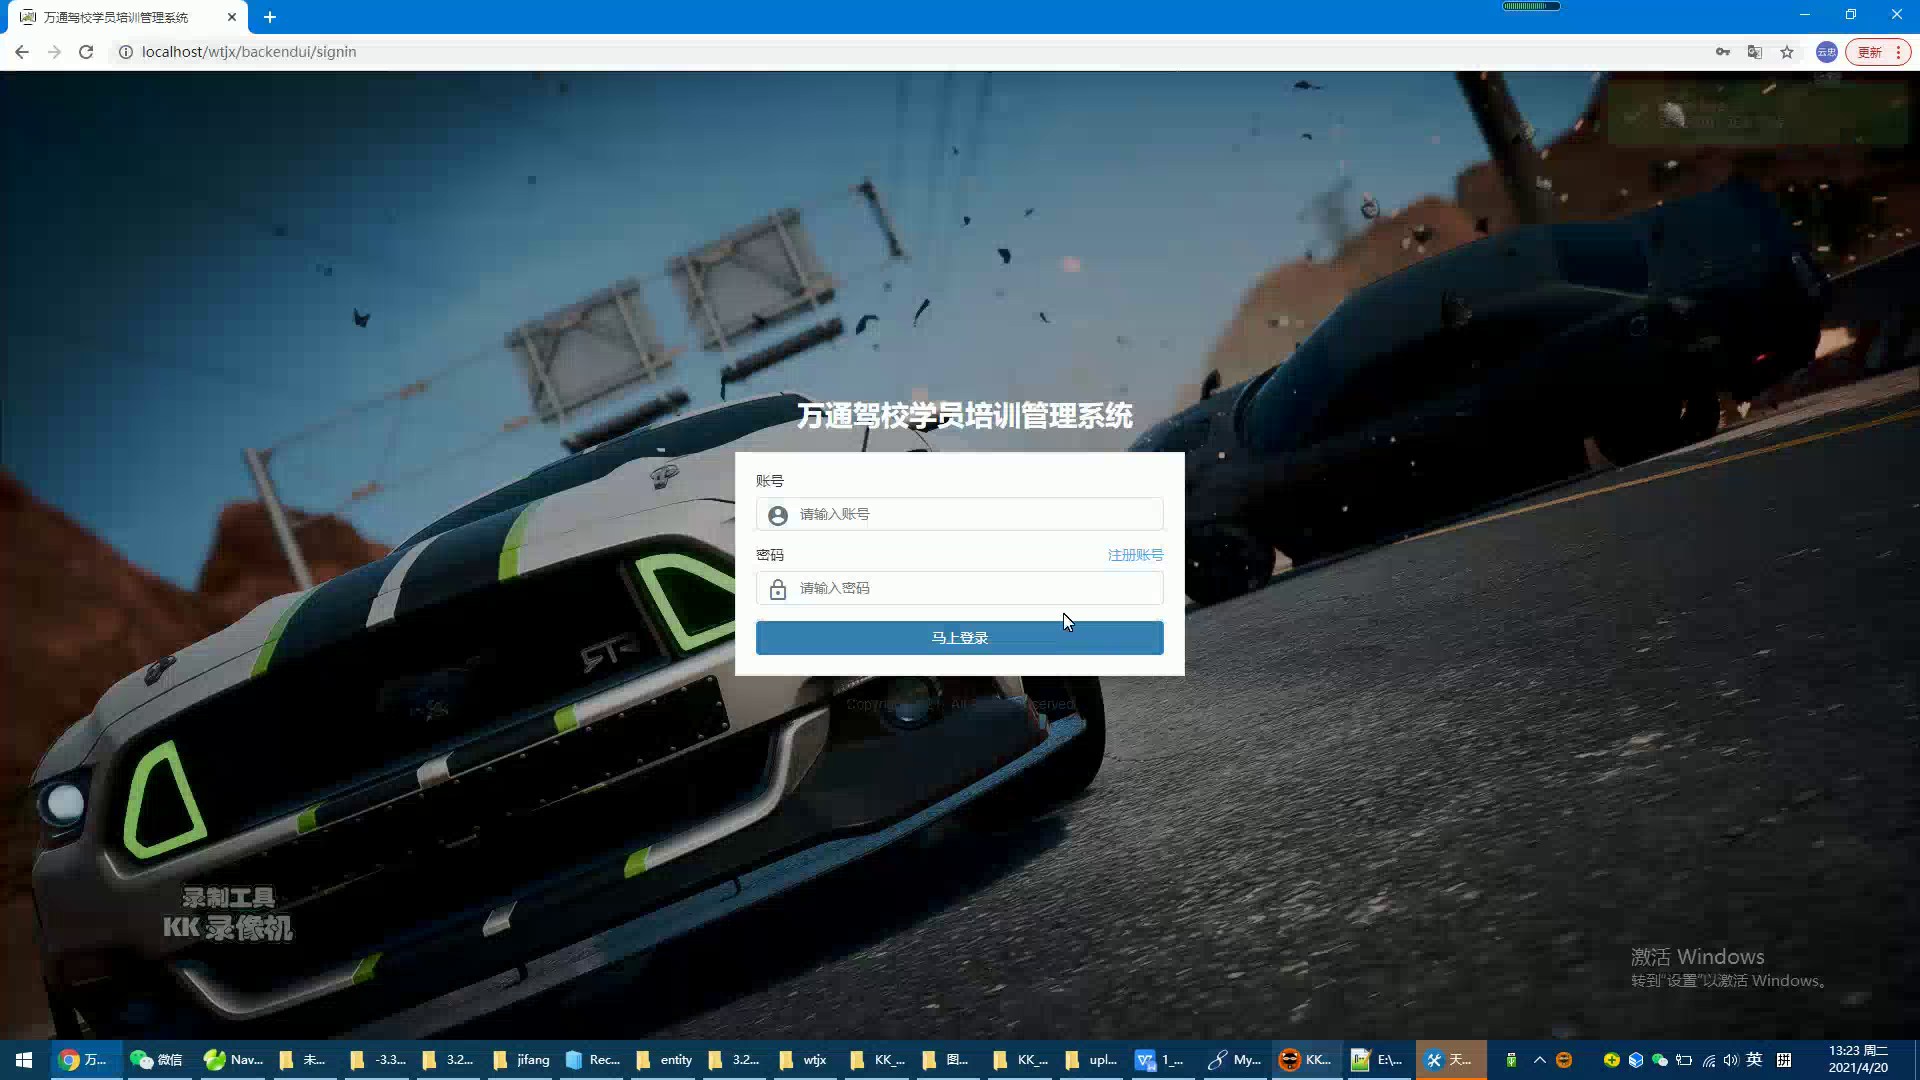 万通驾校学员培训管理系统
localhost/wtjx/backendui/signin
云忠
更新
万通驾校学员培训管理系统
账号
请输入账号
密码
注册账号
请输入密码
马上登录
All
录制工具
KK 录像机
激活 Windows
转到"设置"以激活 Windows。
万...
微信
Nav...
未...
-3.3...
3.2...
jifang
Rec...
entity
3.2...
wtjx
KK_...
图...
KK_...
upl...
1_...
My...
KK...
E:\...
天...
英
拼
13:23 周二
2021/4/20